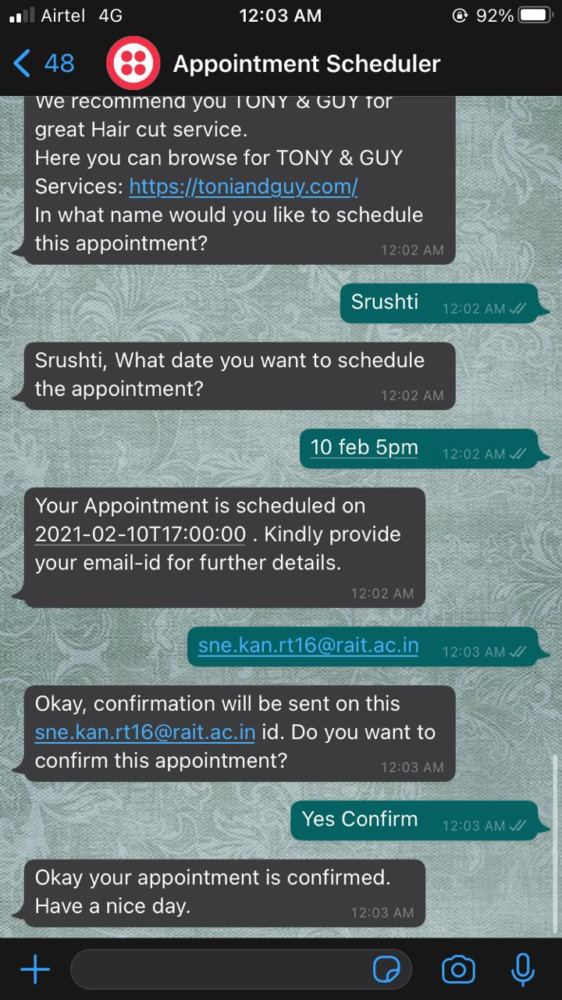 Airtel 4G 12:03 AM 92%
48 Appointment Scheduler
We recommend you TONY & GUY for
great Hair cut service.
Here you can browse for TONY & GUY
Services: https://toniandguy.com/
In what name would you like to schedule
this appointment? 12:02 AM
Srushti 12:02 AM
Srushti, What date you want to schedule
the appointment? 12:02 AM
10 feb 5pm 12:02 AM
Your Appointment is scheduled on
2021-02-10T17:00:00 . Kindly provide
your email-id for further details.
12:02 AM
sne.kan.rt16@rait.ac.in 12:03 AM
Okay, confirmation will be sent on this
sne.kan.rt16@rait.ac.in id. Do you want to
confirm this appointment? 12:03 AM
Yes Confirm 12:03 AM
Okay your appointment is confirmed.
Have a nice day. 12:03 AM